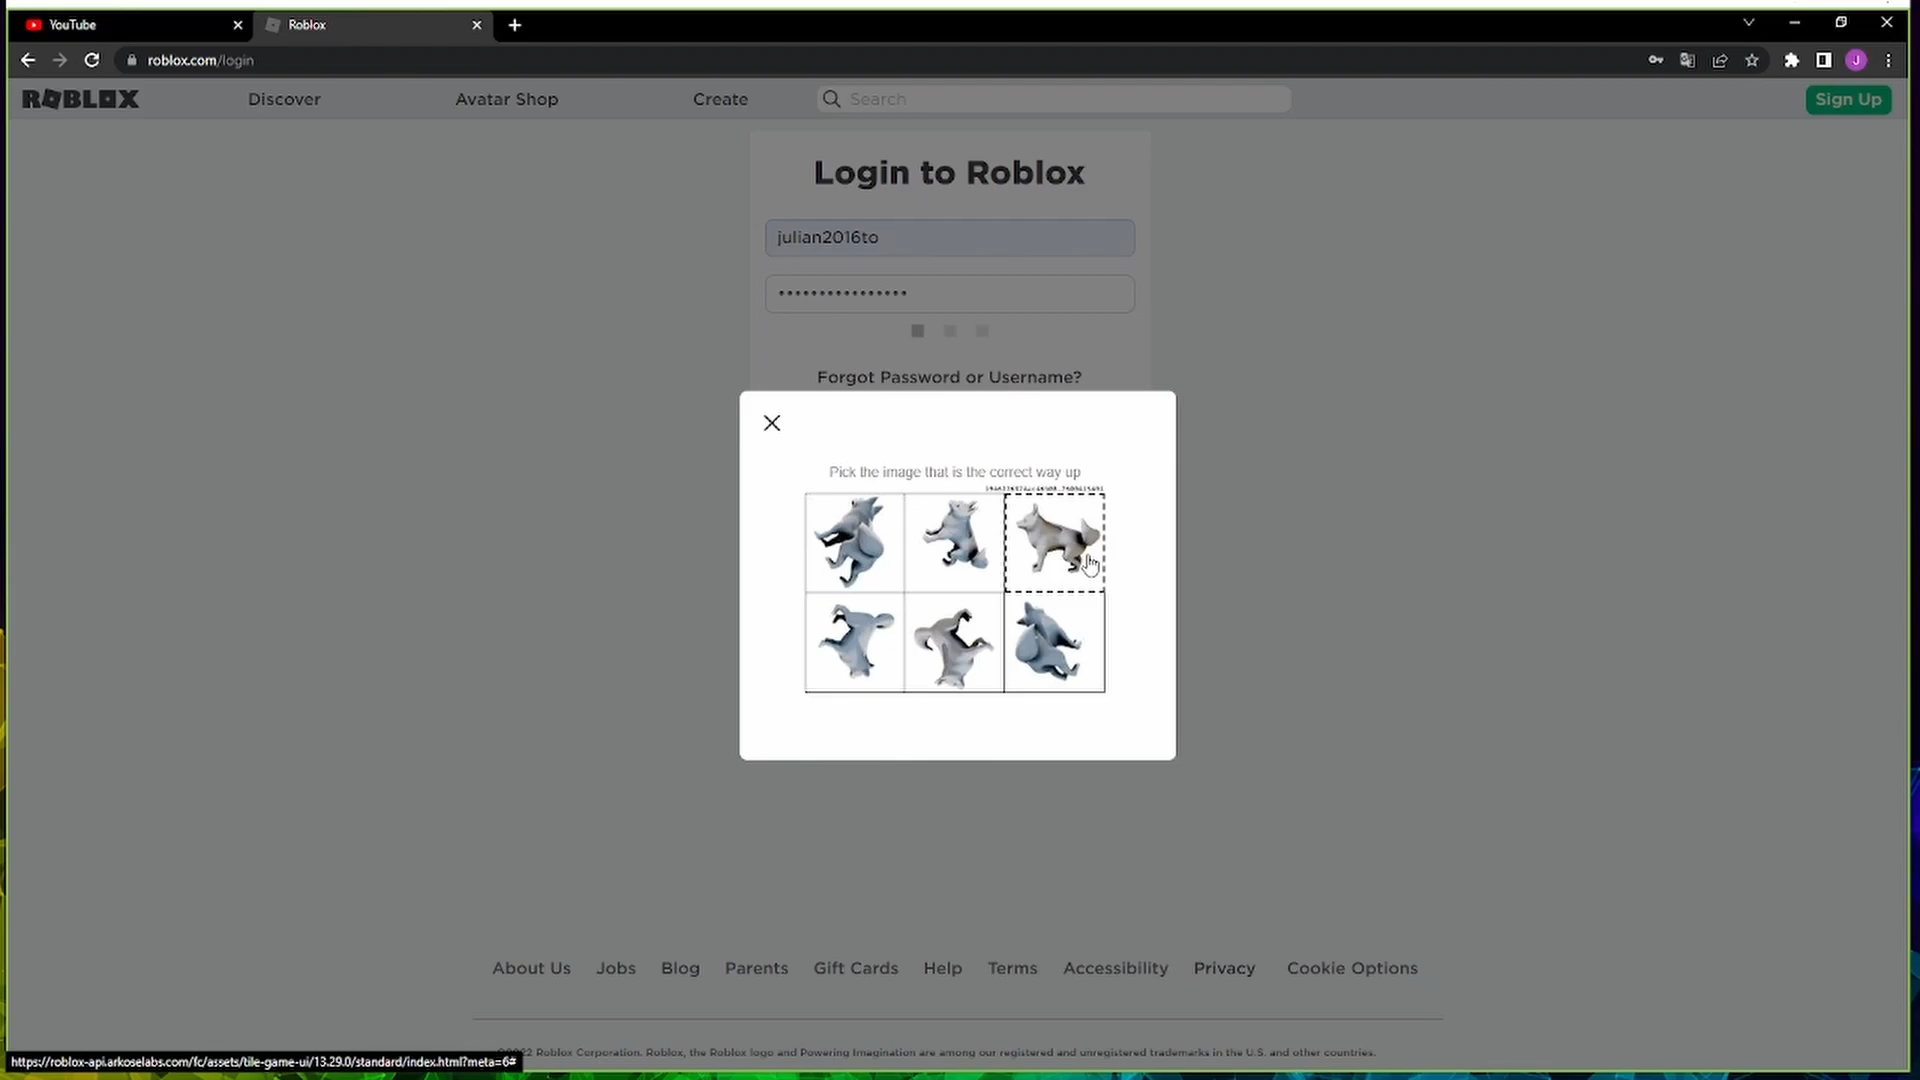 YouTube
Roblox
roblox.com/login
J
ROBLOX
Discover
Avatar Shop
Create
Search
Sign Up
Login to Roblox
julian2016to
••••••••••••••••
Forgot Password or Username?
Pick the image that is the correct way up
About Us
Jobs
Blog
Parents
Gift Cards
Help
Terms
Accessibility
Privacy
Cookie Options
https://roblox-api.arkoselabs.com/fc/assets/tile-game-ui/13.29.0/standard/index.html?meta=6#
2022 Roblox Corporation. Roblox, the Roblox logo and Powering Imagination are among our registered and unregistered trademarks in the U.S. and other countries.